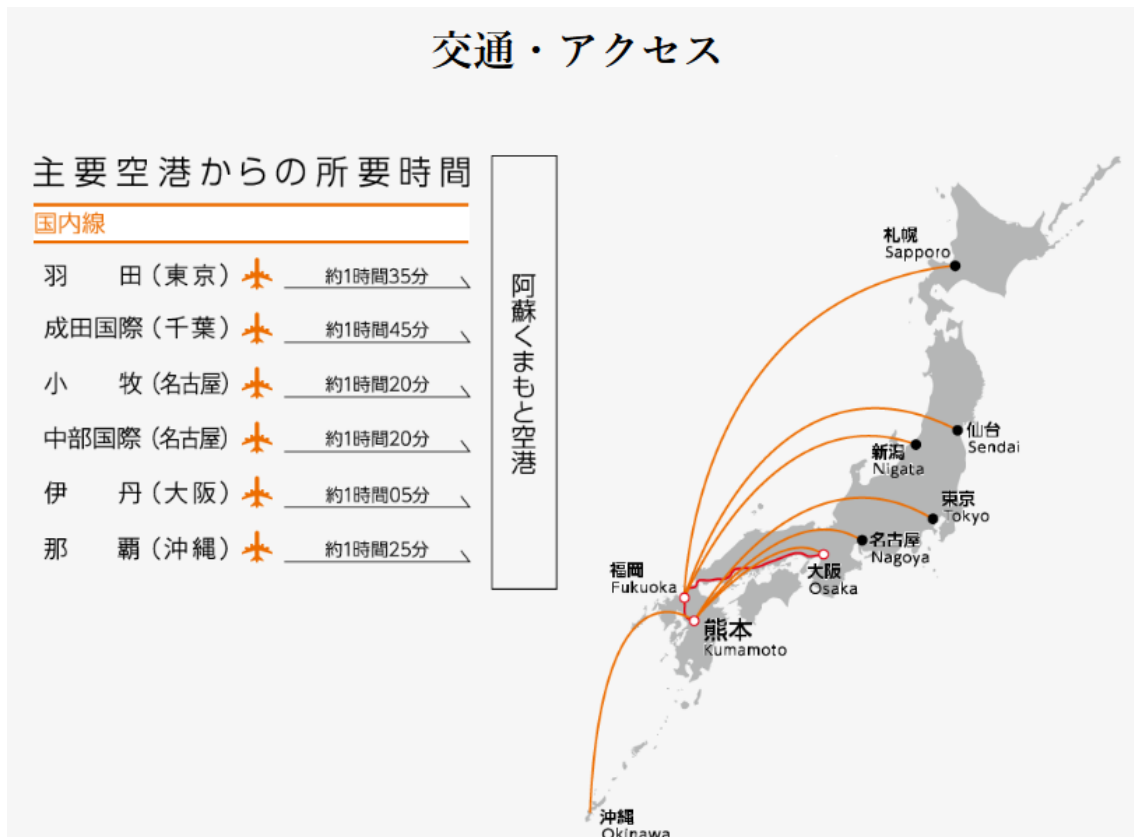 交通・アクセス
主要空港からの所要時間
国内線
羽田(東京) 約1時間35分
成田国際(千葉) 約1時間45分
小牧(名古屋) 約1時間20分
中部国際(名古屋) 約1時間20分
伊丹(大阪) 約1時間05分
那覇(沖縄) 約1時間25分
阿蘇くまもと空港
札幌
Sapporo
仙台
Sendai
新潟
Nigata
東京
Tokyo
名古屋
Nagoya
大阪
Osaka
福岡
Fukuoka
熊本
Kumamoto
沖縄
Okinawa